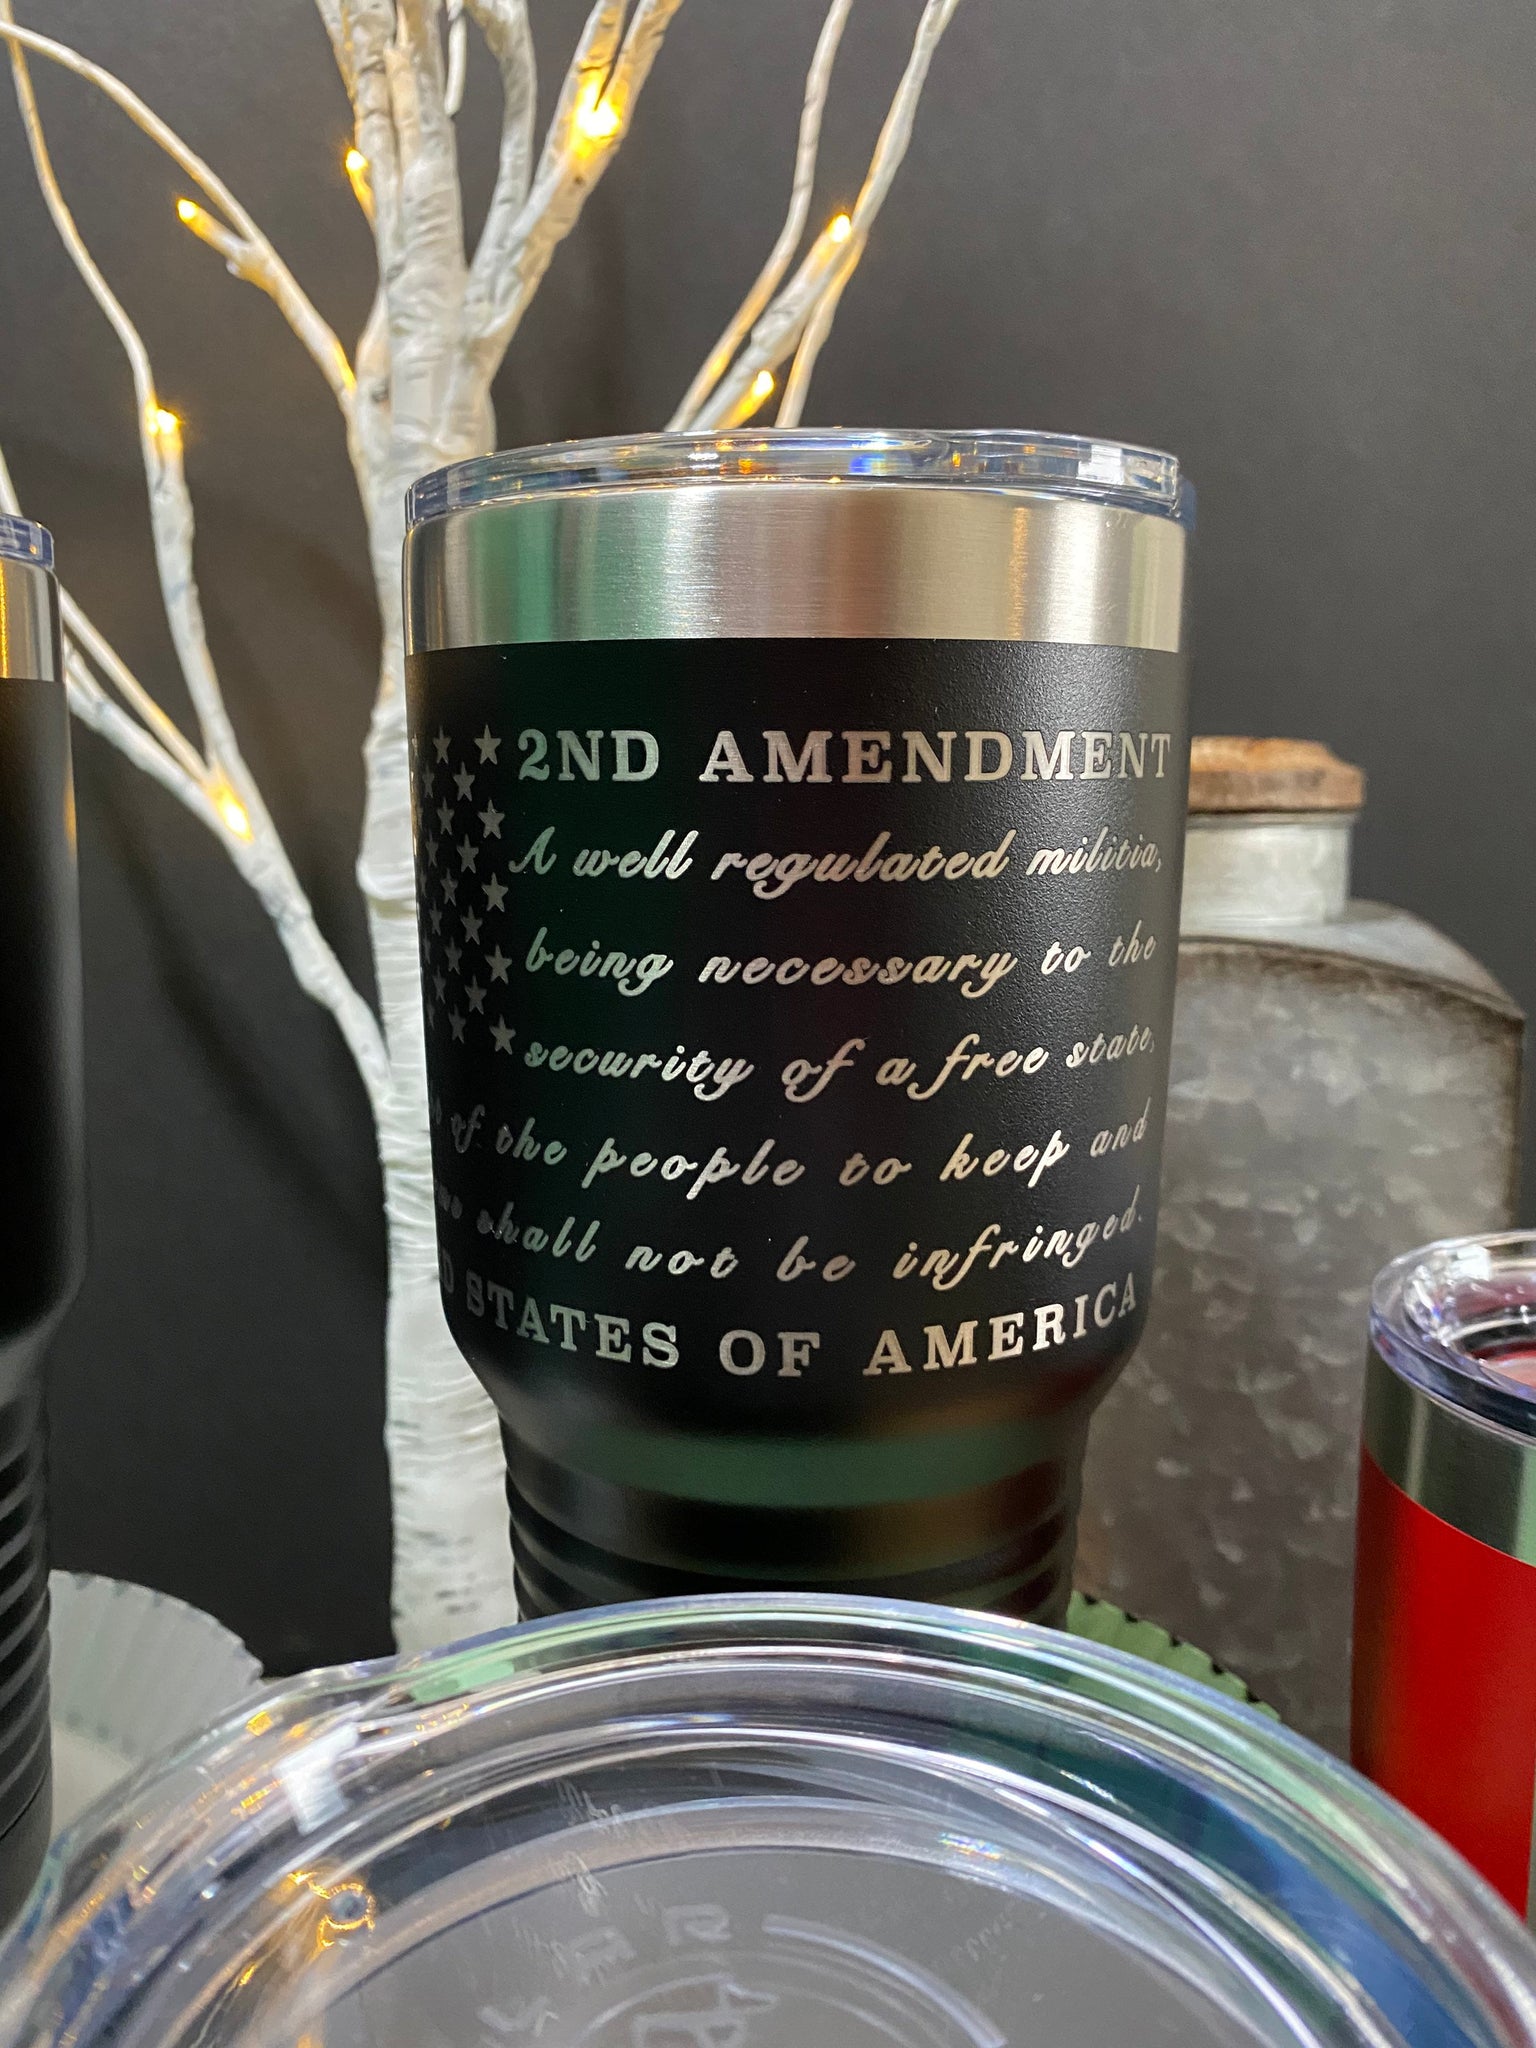 2ND AMENDMENT
A well regulated militia,
being necessary to the
security of a free state,
of the people to keep and
shall not be infringed.
STATES OF AMERICA